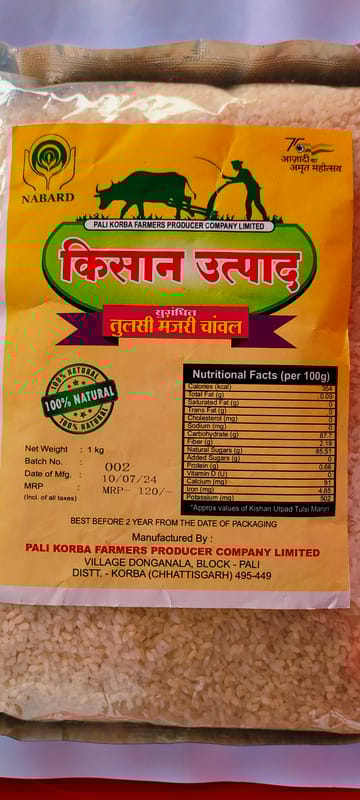 NABARD
75
आज़ादी का
अमृत महोत्सव
PALI KORBA FARMERS PRODUCER COMPANY LIMITED
किसान उत्पाद
सुगंधित
तुलसी मंजरी चांवल
100% NATURAL
100% NATURAL
100% NATURAL
Net Weight : 1 kg
Batch No. : 002
Date of Mfg. : 10/07/24
MRP : MRP- 120/-
(Incl. of all taxes)
Nutritional Facts (per 100g)
Calories (kcal) 354
Total Fat (g) 0.09
Saturated Fat (g) 0
Trans Fat (g) 0
Cholesterol (mg) 0
Sodium (mg) 0
Carbohydrate (g) 87.7
Fiber (g) 2.19
Natural Sugars (g) 85.51
Added Sugars (g) 0
Protein (g) 0.66
Vitamin D (U) 0
Calcium (mg) 91
Iron (mg) 4.65
Potassium (mg) 502
*Approx values of Kishan Utpad Tulsi Manjri
BEST BEFORE 2 YEAR FROM THE DATE OF PACKAGING
Manufactured By :
PALI KORBA FARMERS PRODUCER COMPANY LIMITED
VILLAGE DONGANALA, BLOCK - PALI
DISTT. - KORBA (CHHATTISGARH) 495-449